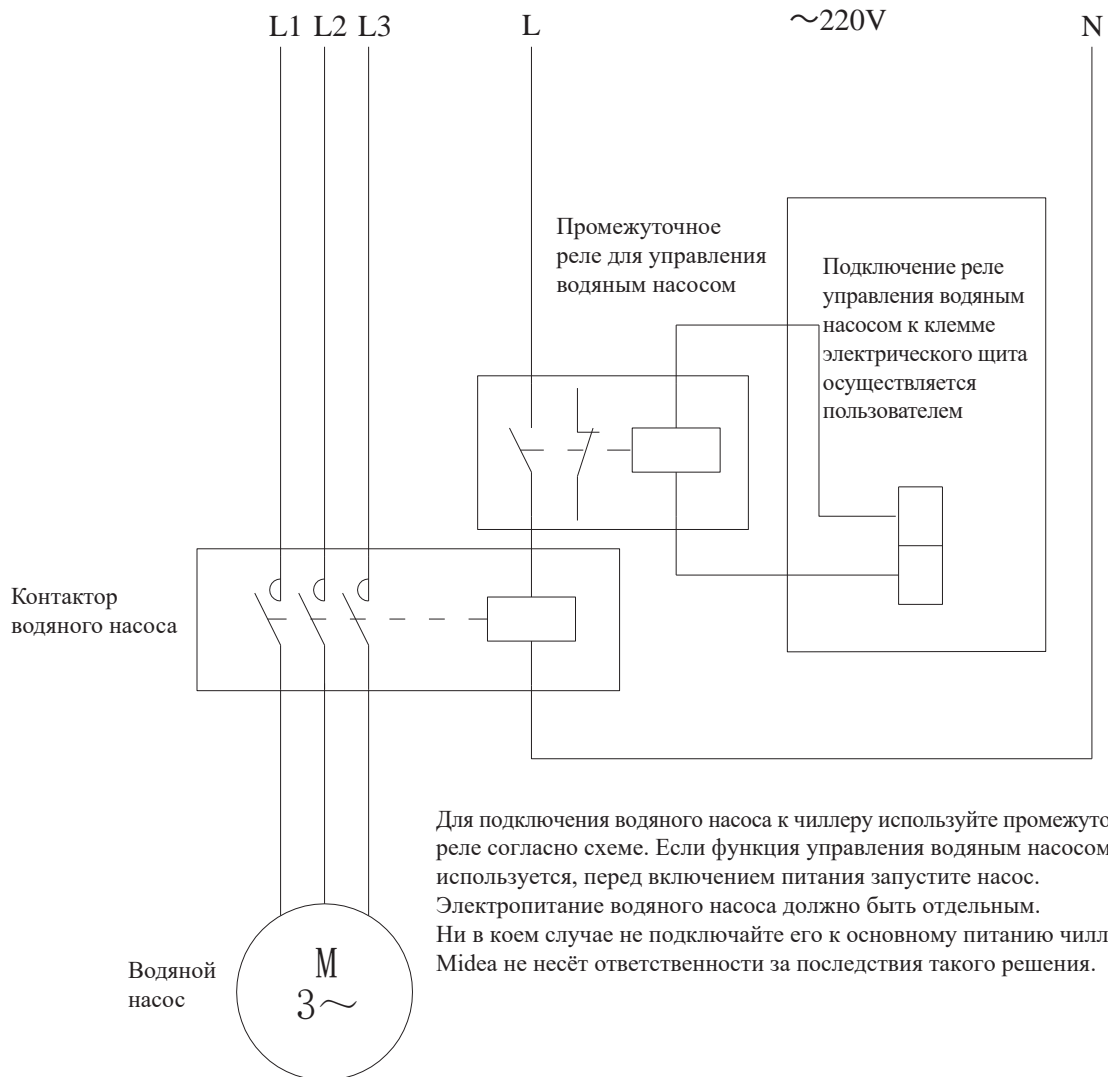 L1 L2 L3 L ～220V N
Промежуточное
реле для управления
водяным насосом
Подключение реле
управления водяным
насосом к клемме
электрического щита
осуществляется
пользователем
Контактор
водяного насоса
Для подключения водяного насоса к чиллеру используйте
реле согласно схеме. Если функция управления водяным насосом
используется, перед включением питания запустите насос.
Электропитание водяного насоса должно быть отдельным.
Ни в коем случае не подключайте его к основному питанию
Midea не несёт ответственности за последствия такого решения.
Водяной
насос
M
3～